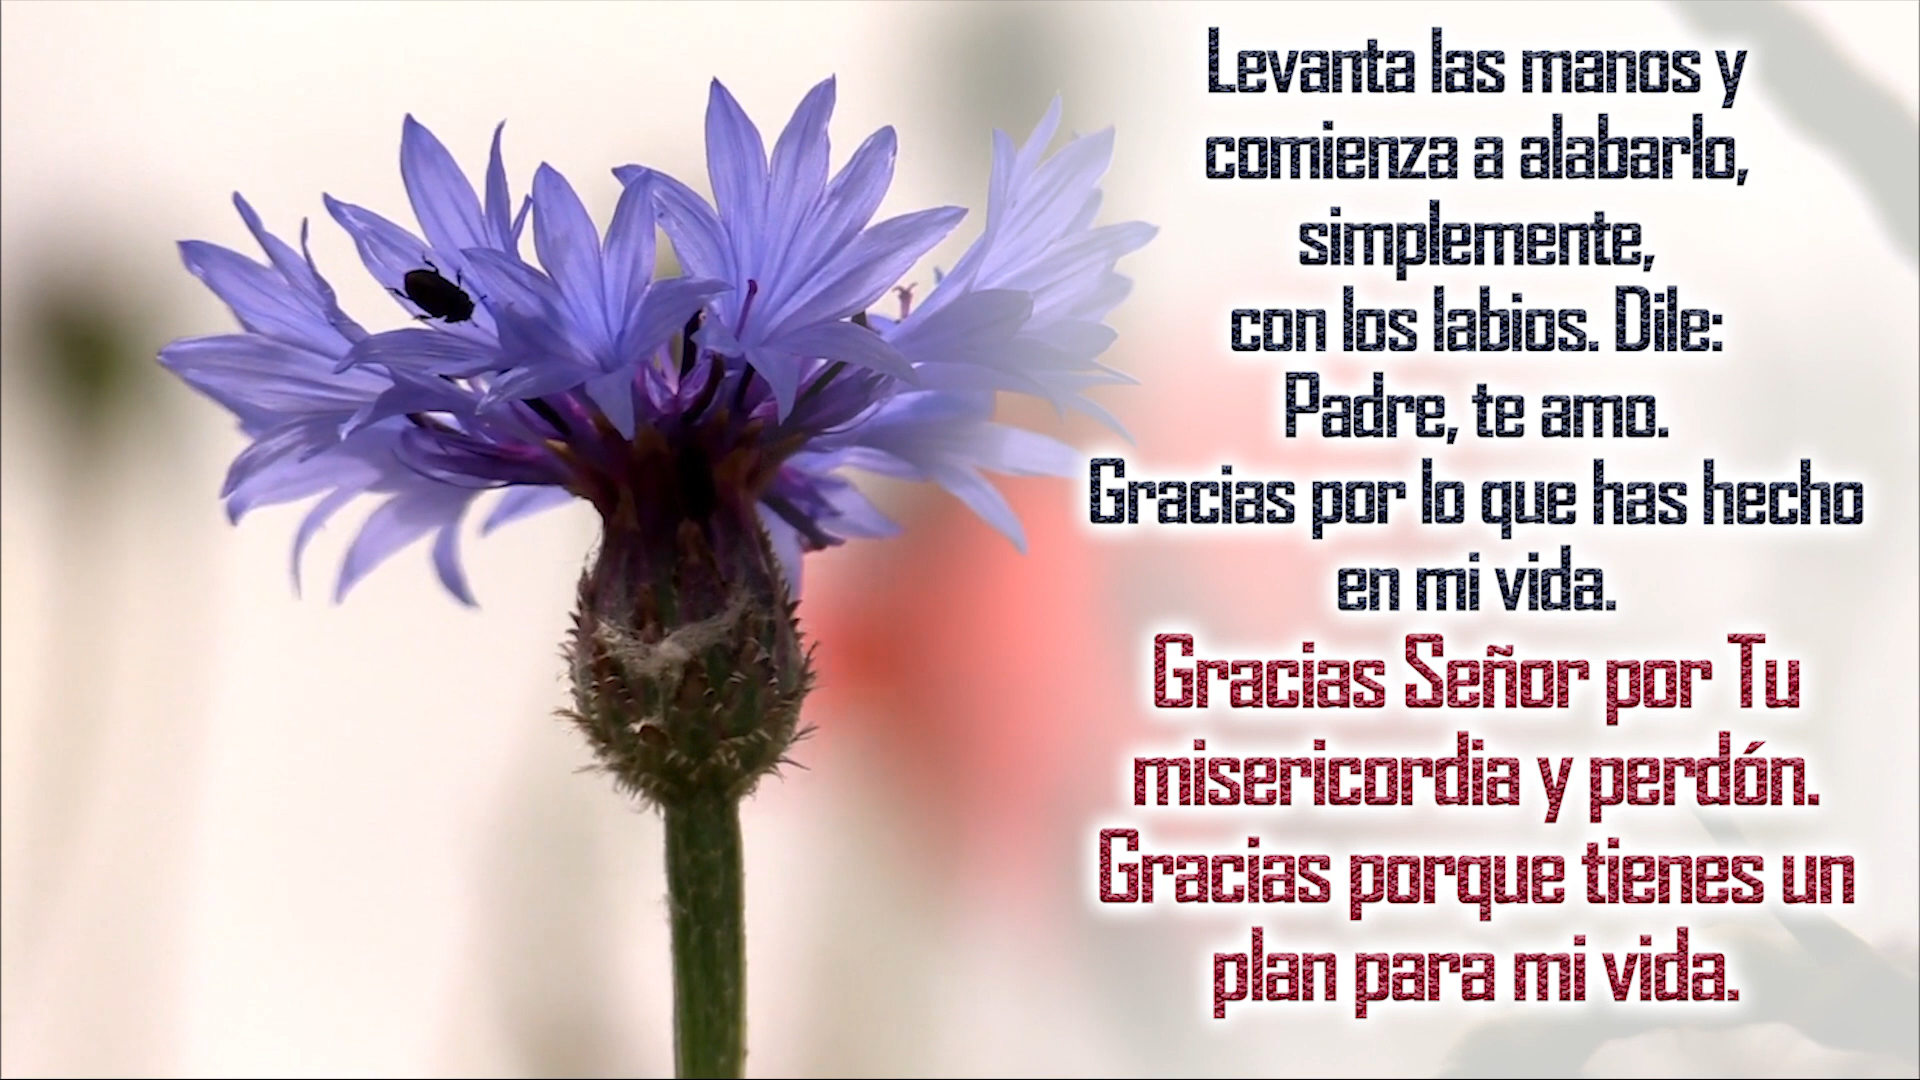 Levanta las manos y
comienza a alabarlo,
simplemente,
con los labios. Dile:
Padre, te amo.
Gracias por lo que has hecho
en mi vida.
Gracias Señor por Tu
misericordia y perdón.
Gracias porque tienes un
plan para mi vida.